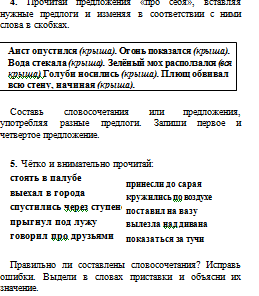 4. Прочитай предложения «про себя», вставляя
нужные предлоги и изменяя в соответствии с ними
слова в скобках.
Аист опустился (крыша). Огонь показался (крыша).
Вода стекала (крыша). Зелёный мох расползался (вся
крыша) Голуби носились (крыша). Плющ обвивал
всю стену, начиная (крыша).
Составь словосочетания или предложения,
употребляя разные предлоги. Запиши первое и
четвертое предложение.
5. Чётко и внимательно прочитай:
стоять в палубе
выехал в города
спустились через ступени
прыгнул под лужу
говорил про друзьями
принесли до сарая
кружились по воздухе
поставил на вазу
вылезла над дивана
показаться за тучи
Правильно ли составлены словосочетания? Исправь
ошибки. Выдели в словах приставки и объясни их
значение.